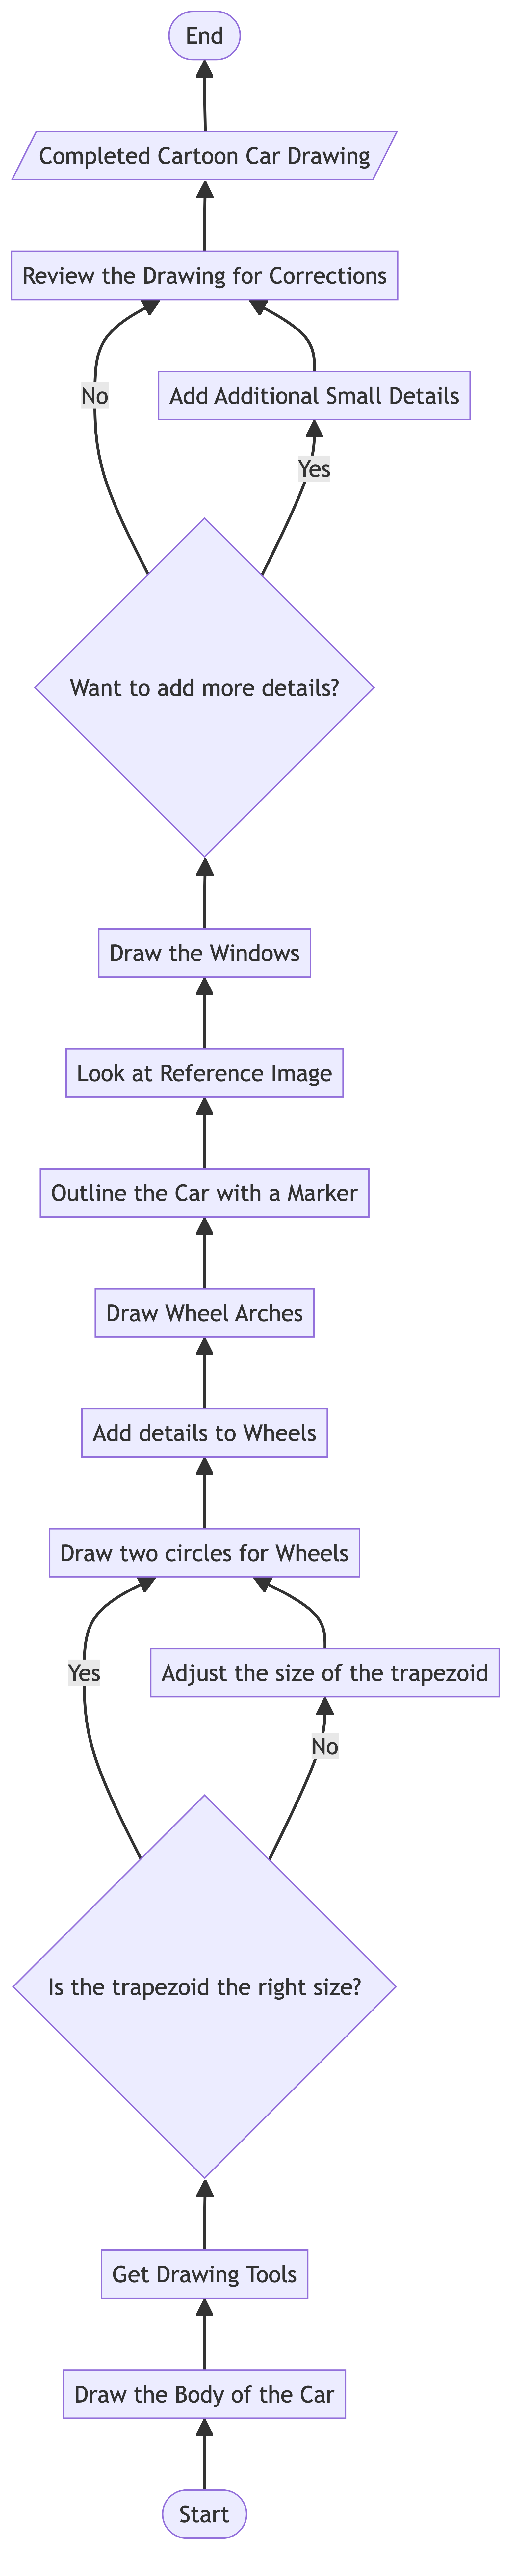 End
Completed Cartoon Car Drawing
Review the Drawing for Corrections
Add Additional Small Details
No
Yes
Want to add more details?
Draw the Windows
Look at Reference Image
Outline the Car with a Marker
Draw Wheel Arches
Add details to Wheels
Draw two circles for Wheels
Adjust the size of the trapezoid
Yes
No
Is the trapezoid the right size?
Get Drawing Tools
Draw the Body of the Car
Start